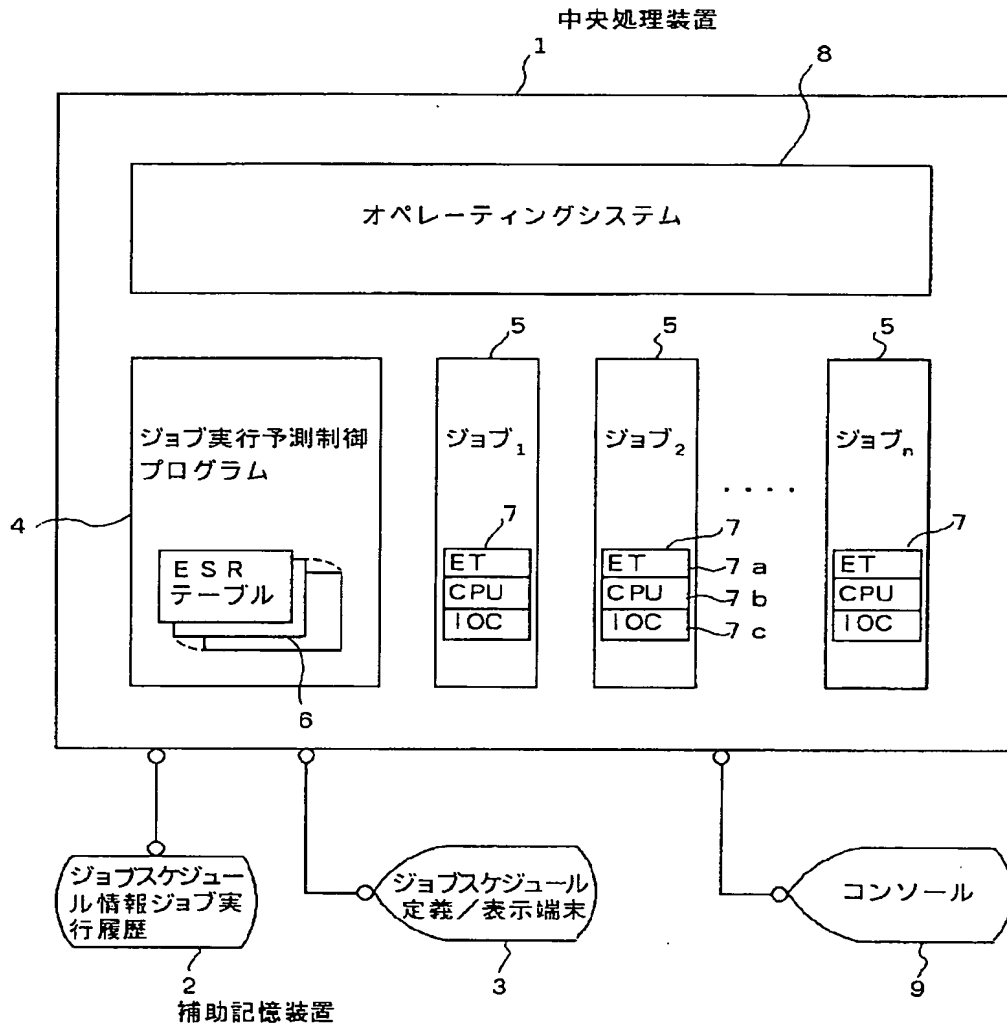 中央処理装置
1
8
オペレーティングシステム
5
5
5
ジョブ実行予測制御
プログラム
ジョブ1
ジョブ2
ジョブn
‥‥
4
7
7
7
ESR
テーブル
ET
CPU
IOC
ET
CPU
IOC
7a
7b
7c
ET
CPU
IOC
6
ジョブスケジュー
ル情報ジョブ実
行履歴
ジョブスケジュール
定義/表示端末
コンソール
2
3
9
補助記憶装置